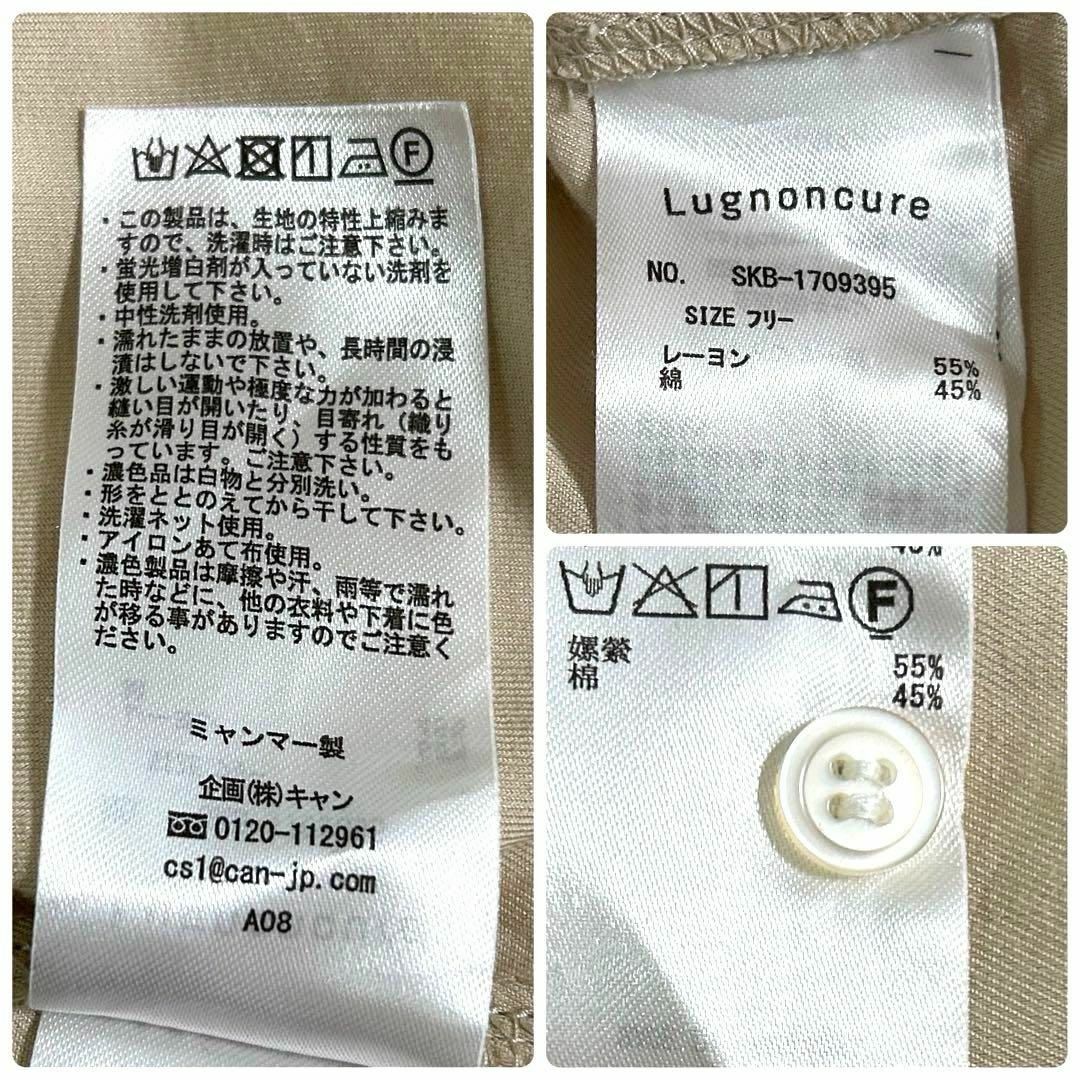 ・この製品は、生地の特性上縮みま
すので、洗濯時はご注意下さい。
・蛍光増白剤が入っていない洗剤を
使用して下さい。
・中性洗剤使用。
・濡れたままの放置や、長時間の浸
漬はしないで下さい。
・激しい運動や極度な力が加わると
縫い目が開いたり、目寄れ（織り
糸が滑り目が開く）する性質をも
っています。ご注意下さい。
・濃色品は白物と分別洗い。
・形をととのえてから干して下さい。
・洗濯ネット使用。
・アイロンあて布使用。
・濃色製品は摩擦や汗、雨等で濡れ
た時などに、他の衣料や下着に色
が移る事がありますのでご注意く
ださい。
ミャンマー製
企画(株)キャン
0120-112961
cs1@can-jp.com
A08
Lugnoncure
NO. SKB-1709395
SIZE フリー
レーヨン 55%
綿 45%
F
嫘縈 55%
棉 45%